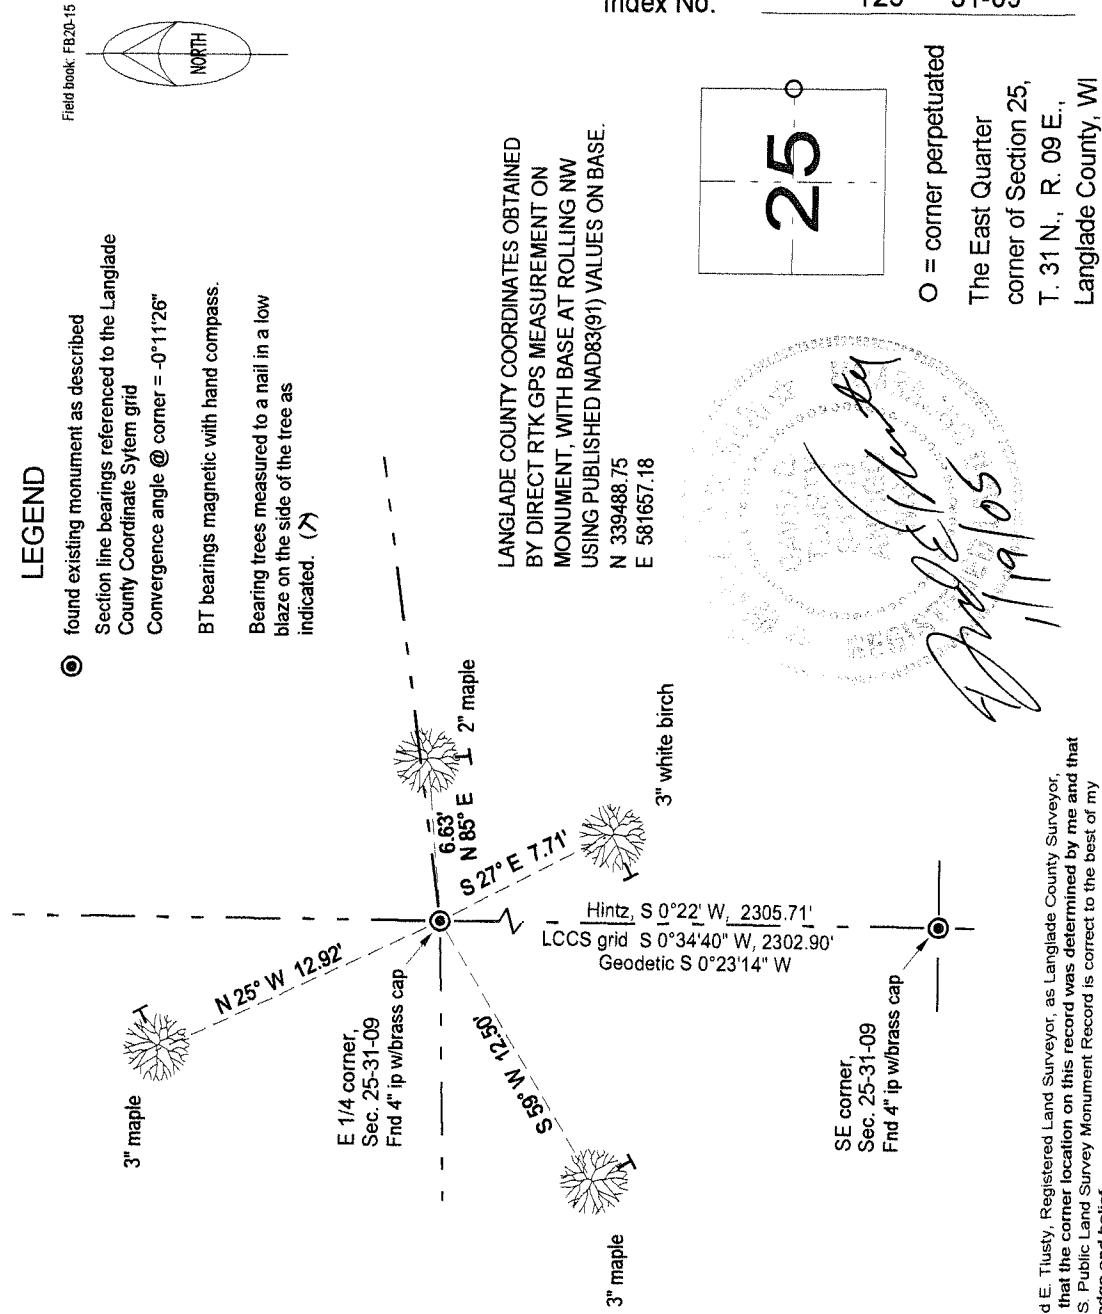 Index No.
125
31-09
Field book: FB20-15
NORTH
LEGEND
found existing monument as described
Section line bearings referenced to the Langlade
County Coordinate Sytem grid
Convergence angle @ corner = -0°11'26"
BT bearings magnetic with hand compass.
Bearing trees measured to a nail in a low
blaze on the side of the tree as
indicated.
LANGLADE COUNTY COORDINATES OBTAINED
BY DIRECT RTK GPS MEASUREMENT ON
MONUMENT, WITH BASE AT ROLLING NW
USING PUBLISHED NAD83(91) VALUES ON BASE.
N 339488.75
E 581657.18
25
O = corner perpetuated
The East Quarter
corner of Section 25,
T. 31 N., R. 09 E.,
Langlade County, WI
1/19/05
3" maple
N 25° W 12.92'
6.63'
N 85° E
2" maple
S 27° E 7.71'
3" white birch
E 1/4 corner,
Sec. 25-31-09
Fnd 4" ip w/brass cap
S 59° W 12.50'
3" maple
Hintz, S 0°22' W, 2305.71'
LCCS grid S 0°34'40" W, 2302.90'
Geodetic S 0°23'14" W
SE corner,
Sec. 25-31-09
Fnd 4" ip w/brass cap
d E. Tlusty, Registered Land Surveyor, as Langlade County Surveyor,
that the corner location on this record was determined by me and that
S. Public Land Survey Monument Record is correct to the best of my
and belief